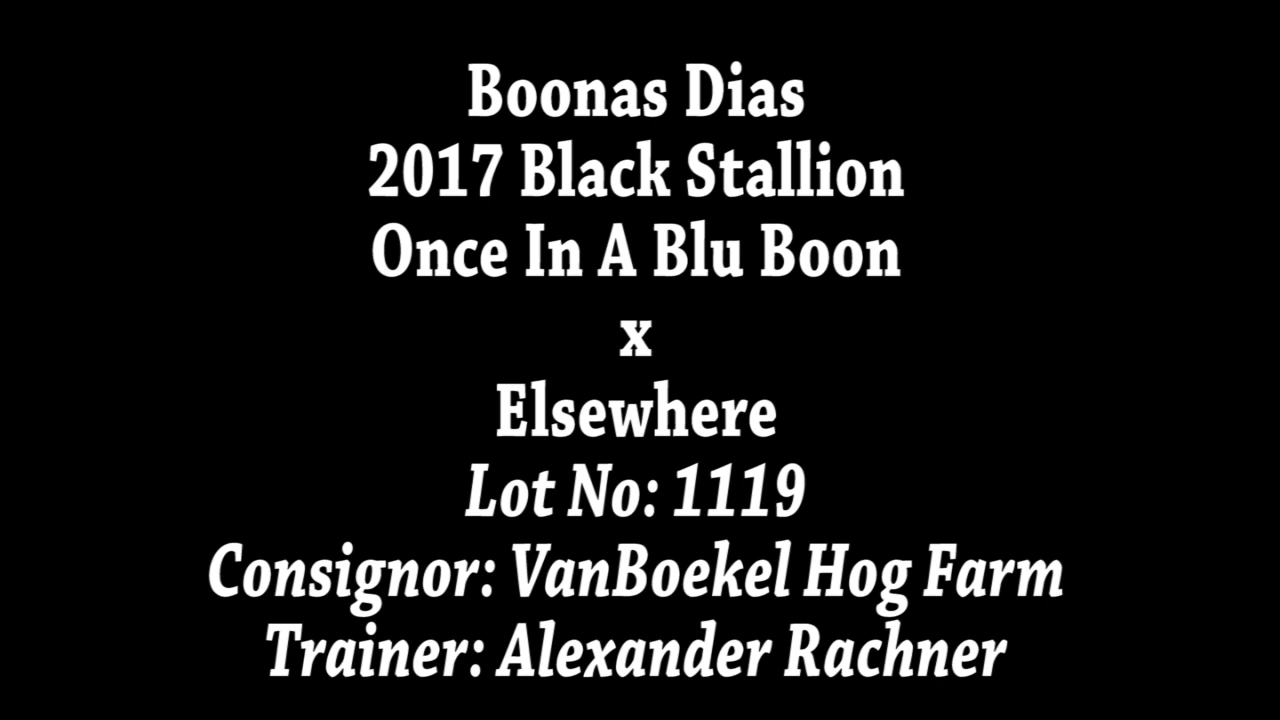 Boonas Dias
2017 Black Stallion
Once In A Blu Boon
x
Elsewhere
Lot No: 1119
Consignor: VanBoekel Hog Farm
Trainer: Alexander Rachner